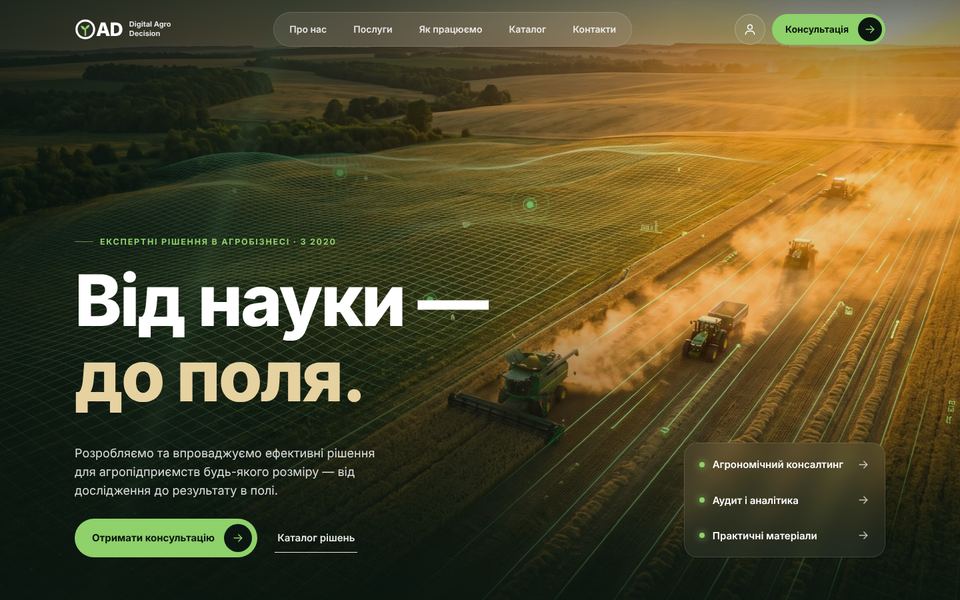 AD
Digital Agro
Decision
Про нас
Послуги
Як працюємо
Каталог
Контакти
Консультація
ЕКСПЕРТНІ РІШЕННЯ В АГРОБІЗНЕСІ · З 2020
Від науки —
до поля.
Розробляємо та впроваджуємо ефективні рішення
для агропідприємств будь-якого розміру — від
дослідження до результату в полі.
Отримати консультацію
Каталог рішень
Агрономічний консалтинг
Аудит і аналітика
Практичні матеріали